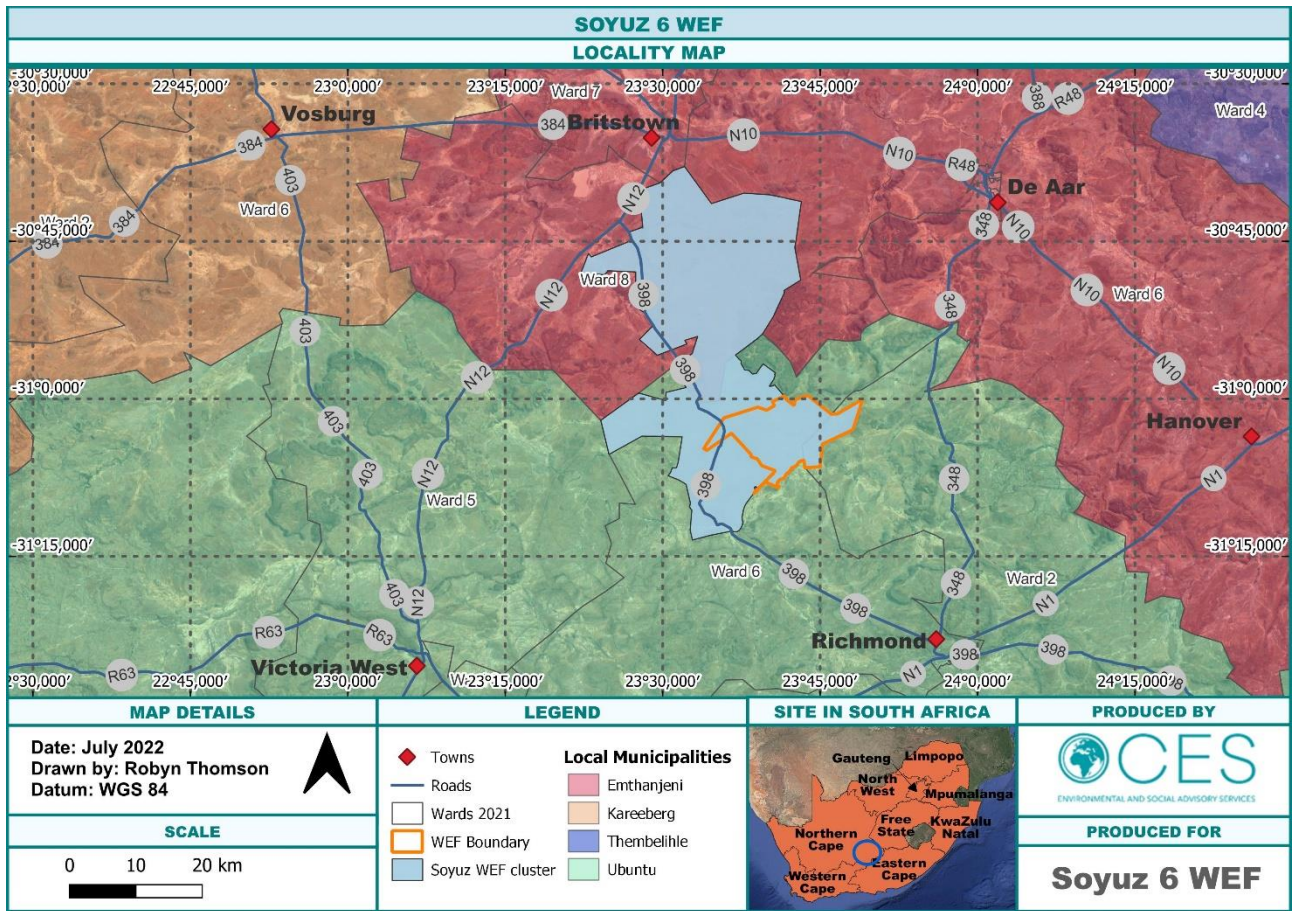 SOYUZ 6 WEF
LOCALITY MAP
-30°30,000′
2°30,000′
22°45,000′
23°0,000′
23°15,000′
23°30,000′
23°45,000′
24°0,000′
24°15,000′
-30°30,000′
388
R48
Ward 7
Ward 4
Vosburg
384
Britstown
N10
384
403
N10
R48
De Aar
Ward 6
N12
384
384
348
N10
-30°45,000′
-30°45,000′
Ward 8
N12
398
N10
Ward 6
348
403
398
N12
N10
-31°0,000′
-31°0,000′
403
Hanover
403
N12
398
348
N1
Ward 5
-31°15,000′
-31°15,000′
Ward 6
398
348
Ward 2
403
N12
398
N1
R63
R63
Richmond
398
398
Victoria West
R63
N1
2°30,000′
22°45,000′
23°0,000′
23°15,000′
23°30,000′
23°45,000′
24°0,000′
24°15,000′
MAP DETAILS
Date: July 2022
Drawn by: Robyn Thomson
Datum: WGS 84
SCALE
0 10 20 km
LEGEND
Towns
Roads
Wards 2021
WEF Boundary
Soyuz WEF cluster
Local Municipalities
Emthanjeni
Kareeberg
Thembelihle
Ubuntu
SITE IN SOUTH AFRICA
Limpopo
Gauteng
North
West
Mpumalanga
Free
State
KwaZulu
Natal
Northern
Cape
Eastern
Cape
Western
Cape
PRODUCED BY
CES
ENVIRONMENTAL AND SOCIAL ADVISORY SERVICES
PRODUCED FOR
Soyuz 6 WEF